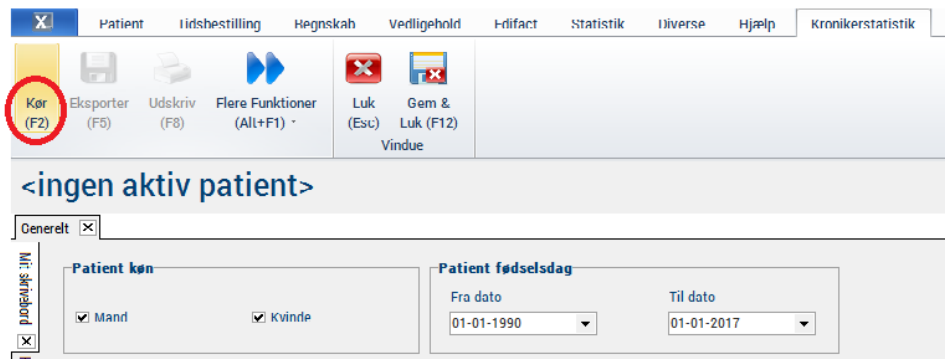 X Patient Tidsbestilling Regnskab Vedligehold Edifact Statistik Diverse Hjælp Kronikerstatistik
Kør Eksporter Udskriv Flere Funktioner Luk Gem &
(F2) (F5) (F8) (Alt+F1) (Esc) Luk (F12)
Vindue
<ingen aktiv patient>
Generelt
Mit skrivebord
Patient køn Patient fødselsdag
Fra dato Til dato
Mand Kvinde 01-01-1990 01-01-2017